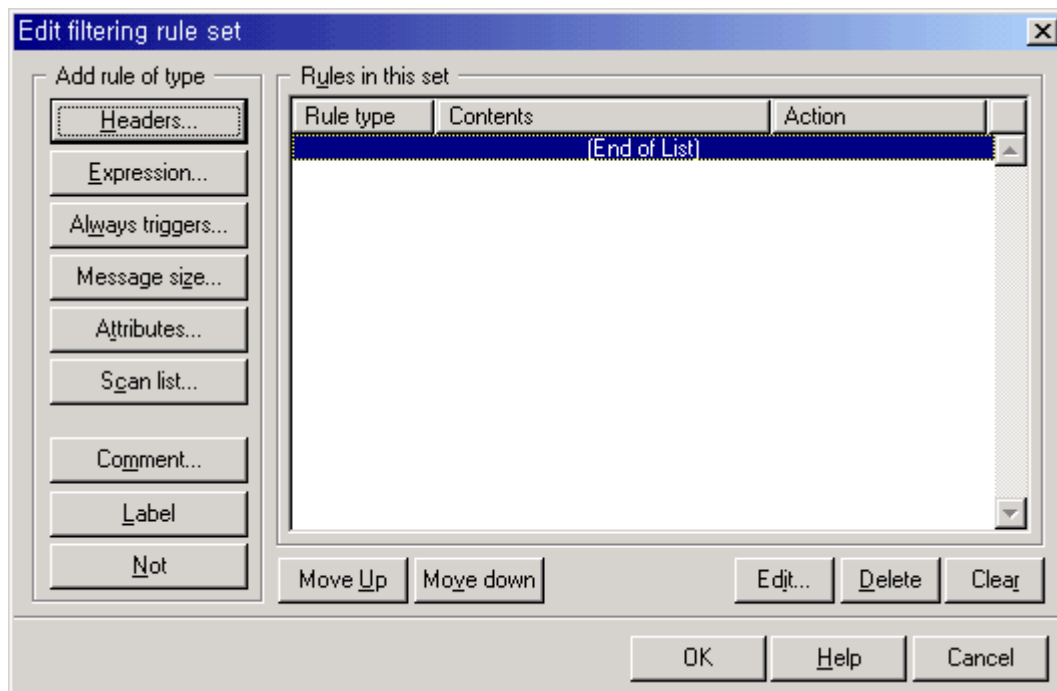 Edit filtering rule set
Add rule of type
Headers...
Expression...
Always triggers...
Message size...
Attributes...
Scan list...
Comment...
Label
Not
Rules in this set
Rule type Contents Action
(End of List)
Move Up Move down Edit... Delete Clear
OK Help Cancel